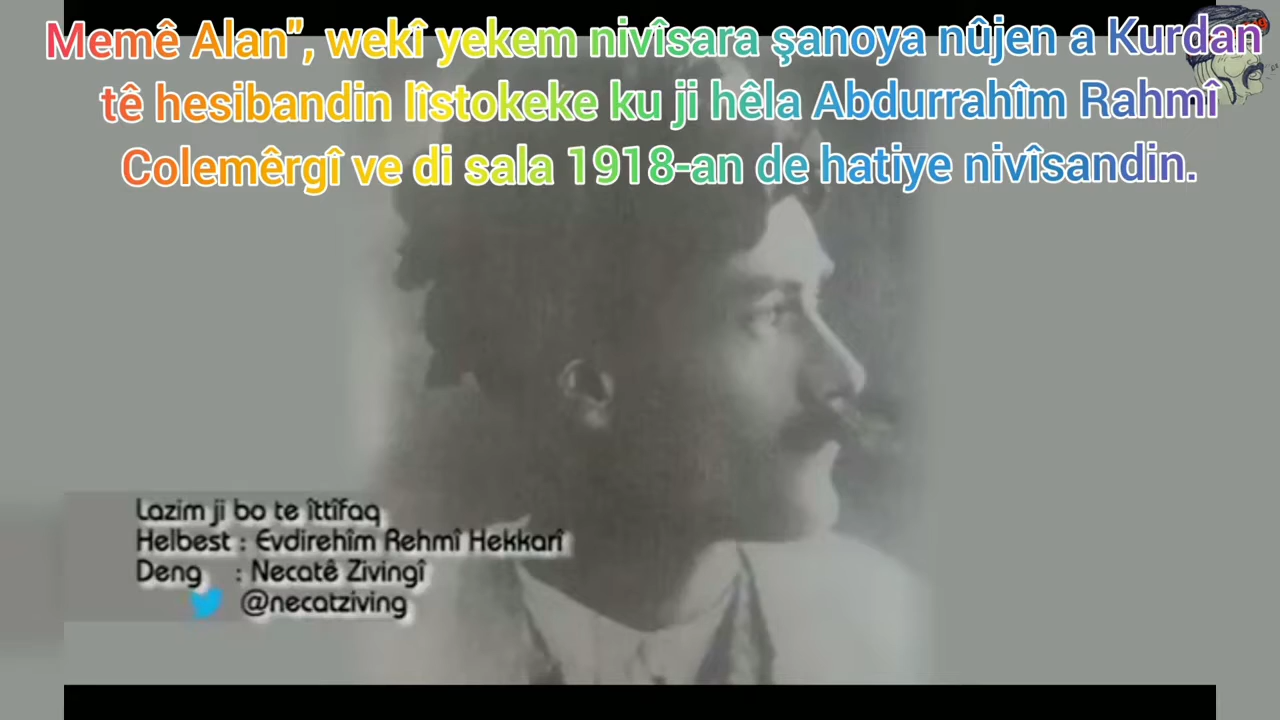 Memê Alan", wekî yekem nivîsara şanoya nûjen a Kurdan
tê hesibandin lîstokeke ku ji hêla Abdurrahîm Rahmî
Colemêrgî ve di sala 1918-an de hatiye nivîsandin.
Lazim ji bo te îttîfaq
Helbest : Evdirehîm Rehmî Hekkarî
Deng : Necatê Zivingî
@necatziving